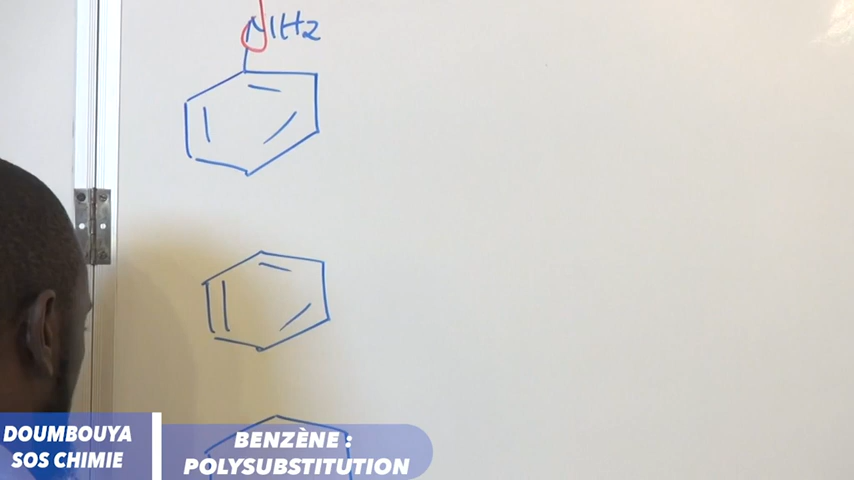 NH2
DOUMBOUYA
SOS CHIMIE
BENZÈNE :
POLYSUBSTITUTION